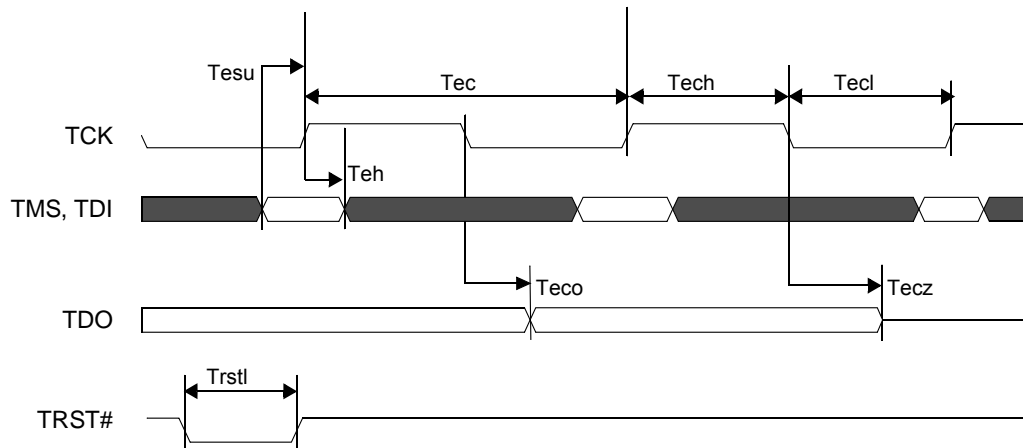 Tesu
Tec
Tech
Tecl
TCK
Teh
TMS, TDI
Teco
Tecz
TDO
Trstl
TRST#